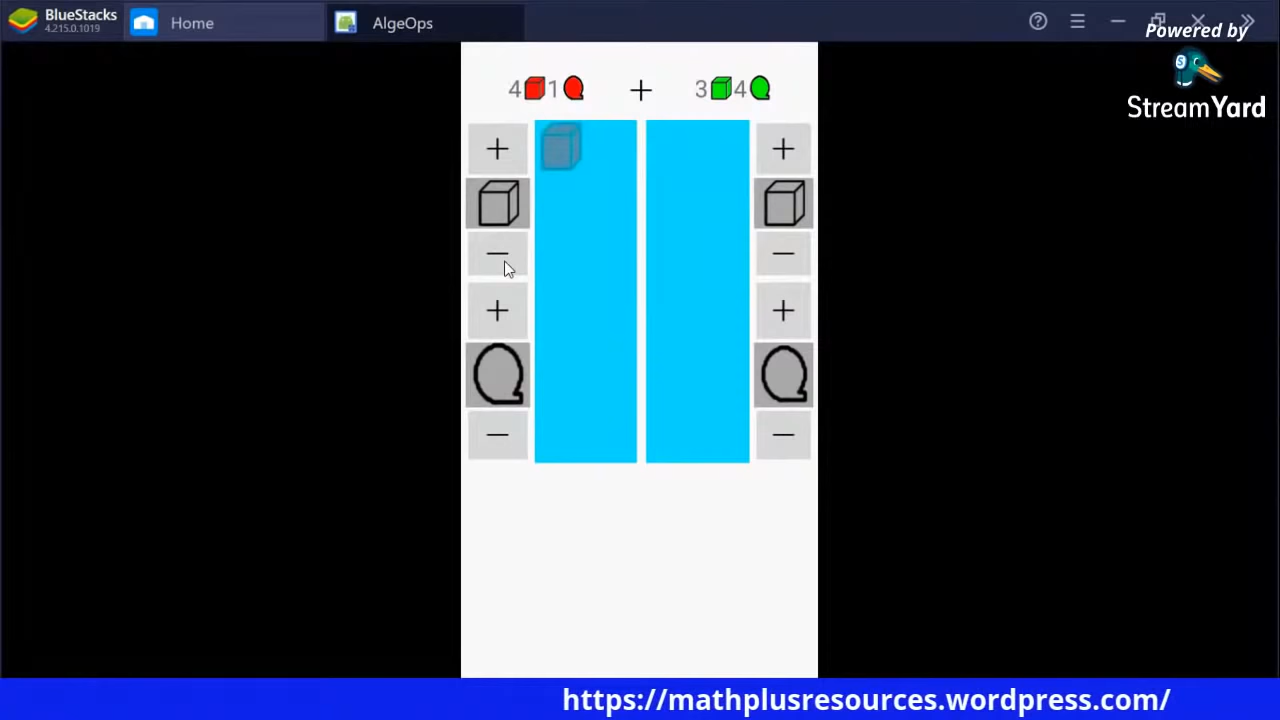 BlueStacks
4.215.0.1019
Home
AlgeOps
Powered by
S
StreamYard
4 1 + 3 4
+ +
− −
+ +
− −
https://mathplusresources.wordpress.com/